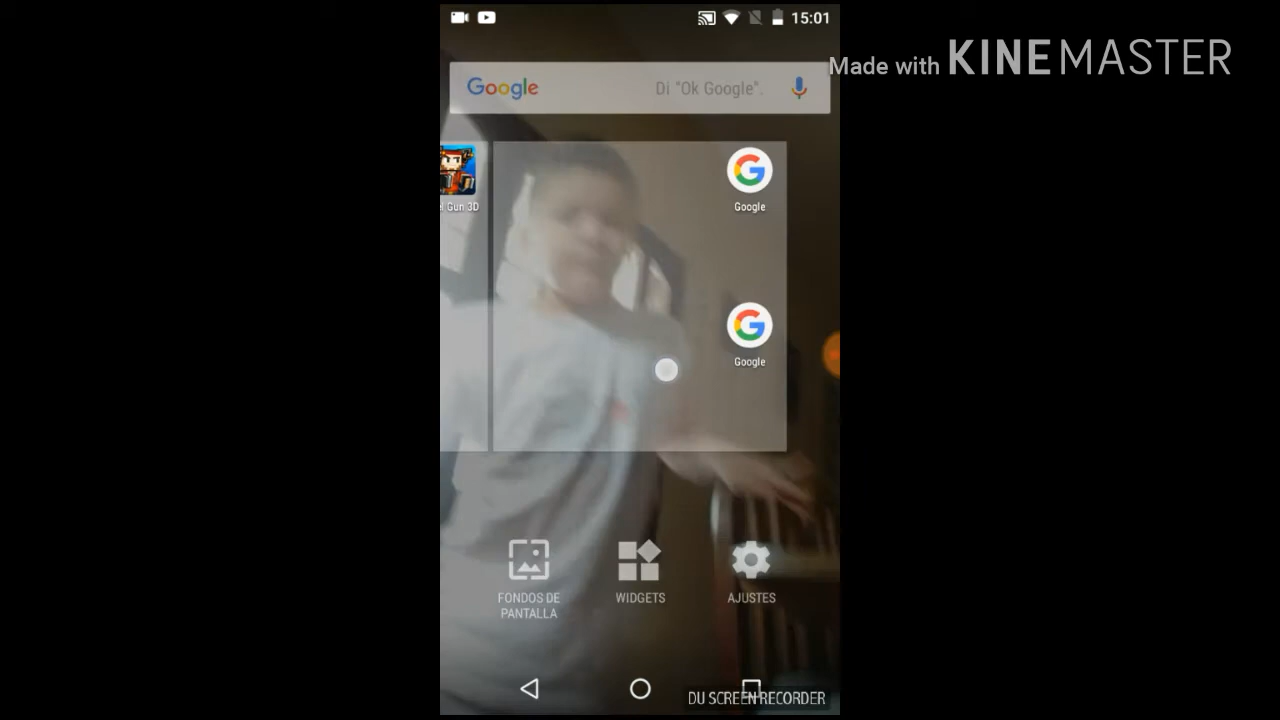 15:01
Made with KINEMASTER
Google Di "Ok Google".
Gun 3D
Google
Google
FONDOS DE
PANTALLA
WIDGETS
AJUSTES
DU SCREEN RECORDER